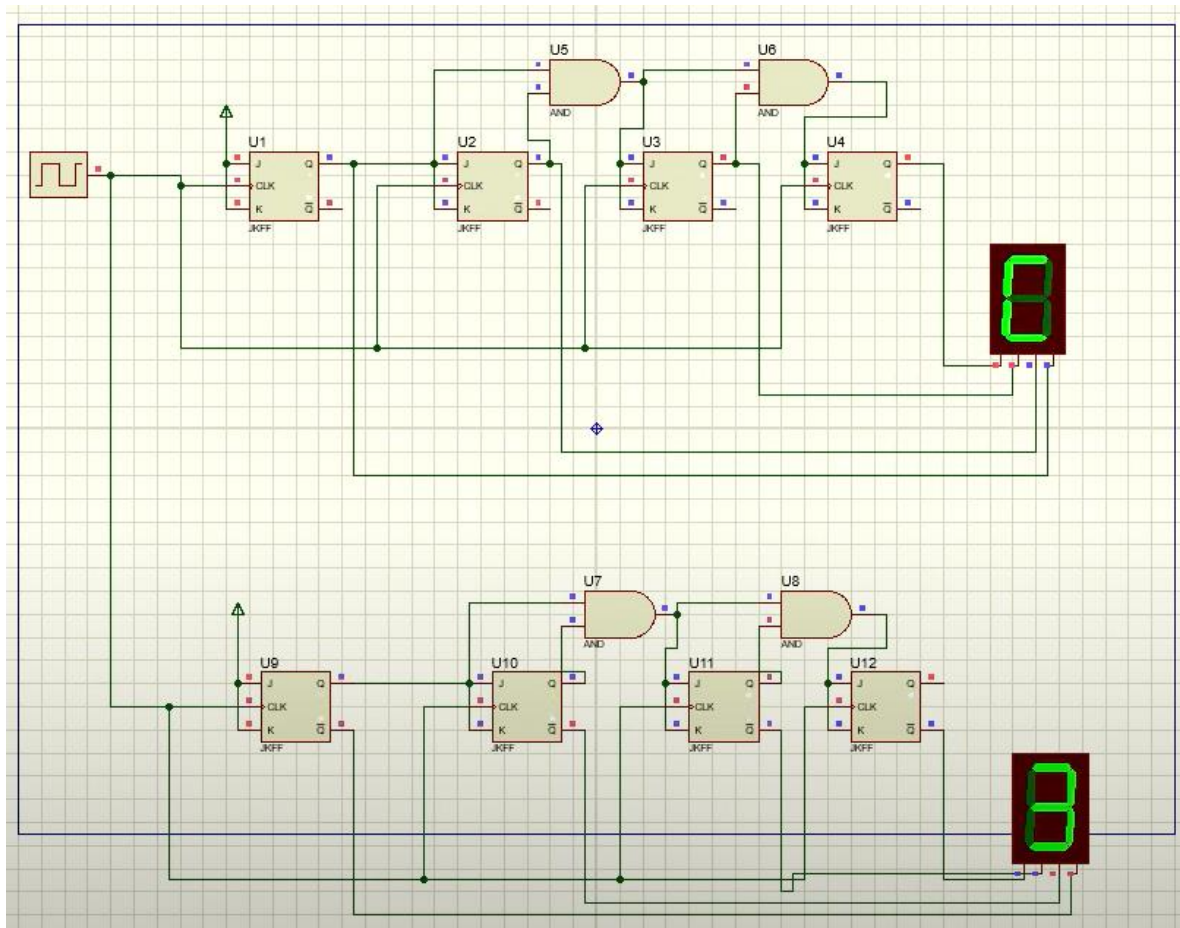 U5 U6
AND AND
U1 U2 U3 U4
J Q J Q J Q J Q
CLK CLK CLK CLK
K Q K Q K Q K Q
JKFF JKFF JKFF JKFF
C
U7 U8
AND AND
U9 U10 U11 U12
J Q J Q J Q J Q
CLK CLK CLK CLK
K Q K Q K Q K Q
JKFF JKFF JKFF JKFF
3